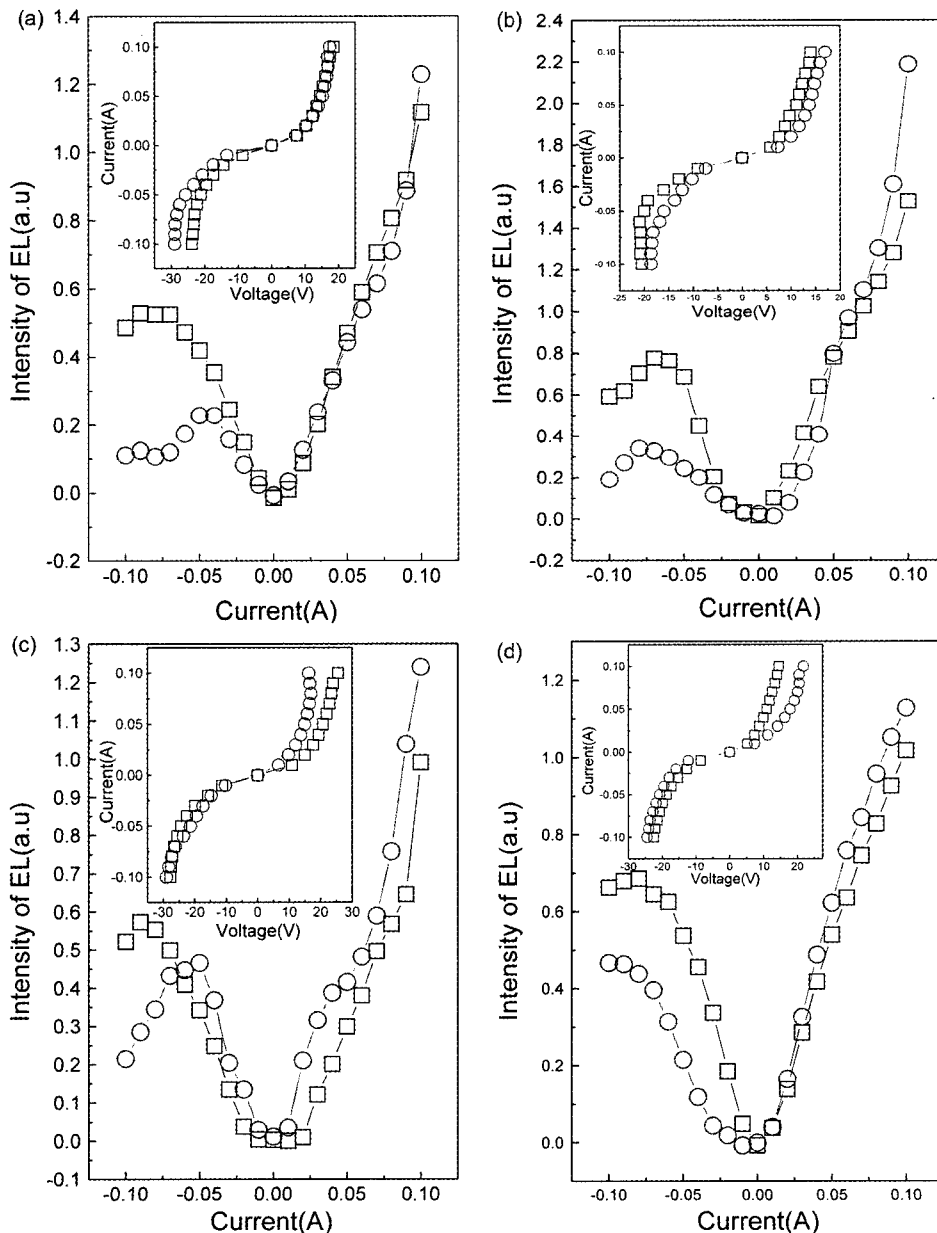 (a)
Intensity of EL(a.u)
1.4
1.2
1.0
0.8
0.6
0.4
0.2
0.0
-0.2
-0.10 -0.05 0.00 0.05 0.10
Current(A)
Current(A)
0.10
0.05
0.00
-0.05
-0.10
-30 -20 -10 0 10 20
Voltage(V)
(b)
Intensity of EL(a.u)
2.4
2.2
2.0
1.8
1.6
1.4
1.2
1.0
0.8
0.6
0.4
0.2
0.0
-0.2
-0.10 -0.05 0.00 0.05 0.10
Current(A)
Current(A)
0.10
0.05
0.00
-0.05
-0.10
-25 -20 -15 -10 -5 0 5 10 15 20
Voltage(V)
(c)
Intensity of EL(a.u)
1.3
1.2
1.1
1.0
0.9
0.8
0.7
0.6
0.5
0.4
0.3
0.2
0.1
0.0
-0.1
-0.10 -0.05 0.00 0.05 0.10
Current(A)
Current(A)
0.10
0.05
0.00
-0.05
-0.10
-30 -20 -10 0 10 20 30
Voltage(V)
(d)
Intensity of EL(a.u)
1.2
1.0
0.8
0.6
0.4
0.2
0.0
-0.10 -0.05 0.00 0.05 0.10
Current(A)
Current(A)
0.10
0.05
0.00
-0.05
-0.10
-30 -20 -10 0 10 20
Voltage(V)